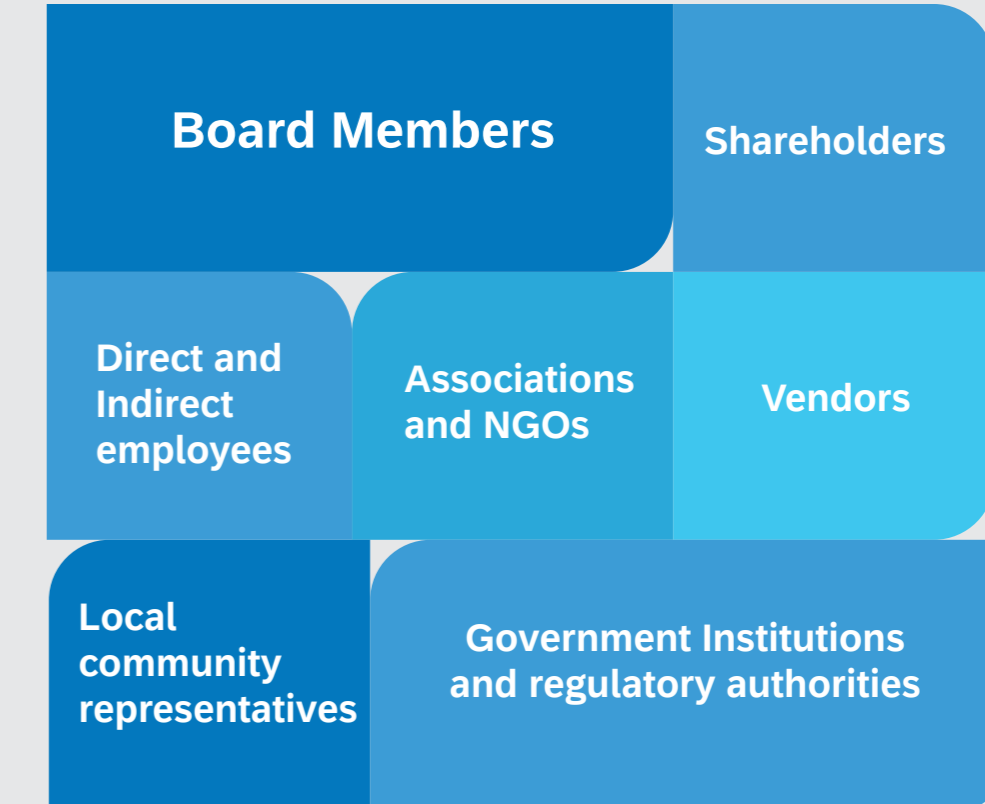 Board Members
Shareholders
Direct and
Indirect
employees
Associations
and NGOs
Vendors
Local
community
representatives
Government Institutions
and regulatory authorities